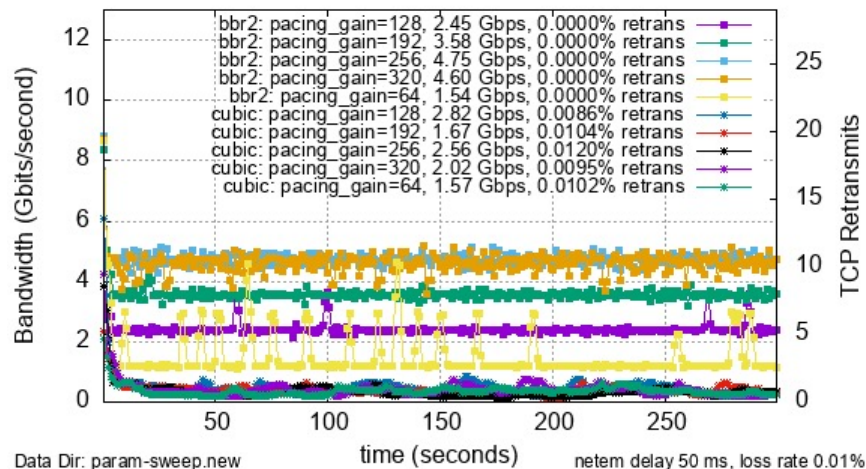 bbr2: pacing_gain=128, 2.45 Gbps, 0.0000% retrans
bbr2: pacing_gain=192, 3.58 Gbps, 0.0000% retrans
bbr2: pacing_gain=256, 4.75 Gbps, 0.0000% retrans
bbr2: pacing_gain=320, 4.60 Gbps, 0.0000% retrans
bbr2: pacing_gain=64, 1.54 Gbps, 0.0000% retrans
cubic: pacing_gain=128, 2.82 Gbps, 0.0086% retrans
cubic: pacing_gain=192, 1.67 Gbps, 0.0104% retrans
cubic: pacing_gain=256, 2.56 Gbps, 0.0120% retrans
cubic: pacing_gain=320, 2.02 Gbps, 0.0095% retrans
cubic: pacing_gain=64, 1.57 Gbps, 0.0102% retrans
Bandwidth (Gbits/second)
12
10
8
6
4
2
0
TCP Retransmits
25
20
15
10
5
0
50 100 150 200 250
time (seconds)
Data Dir: param-sweep.new
netem delay 50 ms, loss rate 0.01%